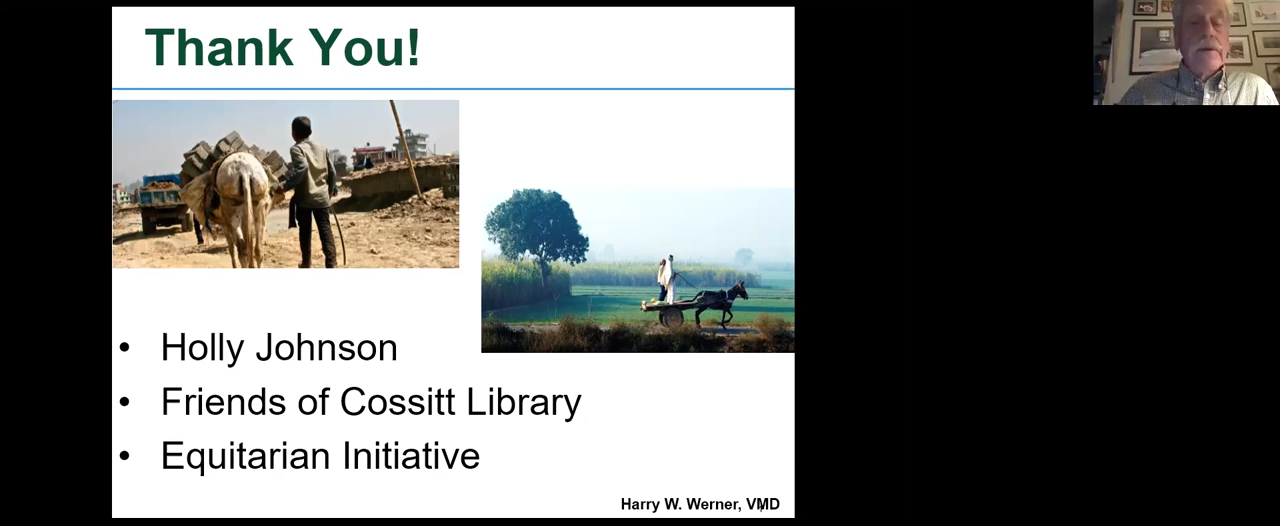 Thank You!
• Holly Johnson
• Friends of Cossitt Library
• Equitarian Initiative
Harry W. Werner, VMD